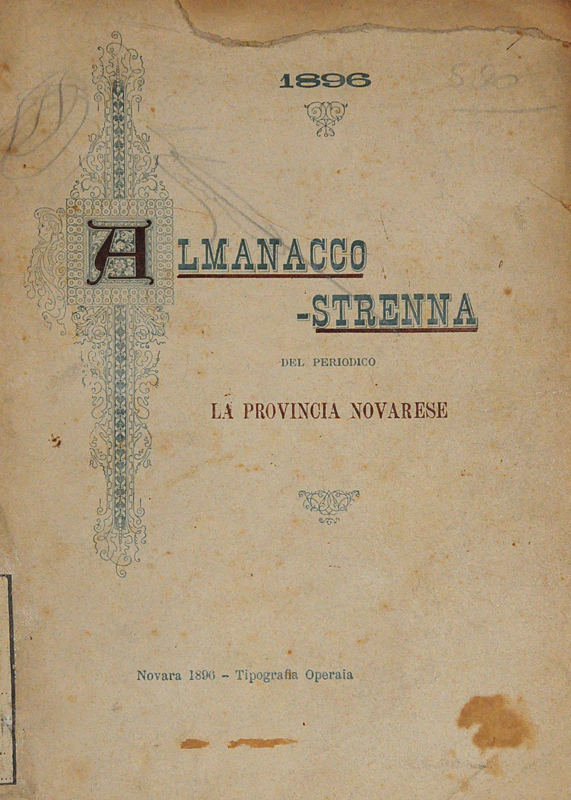 1896
ALMANACCO
-STRENNA
DEL PERIODICO
LA PROVINCIA NOVARESE
Novara 1896 - Tipografia Operaia